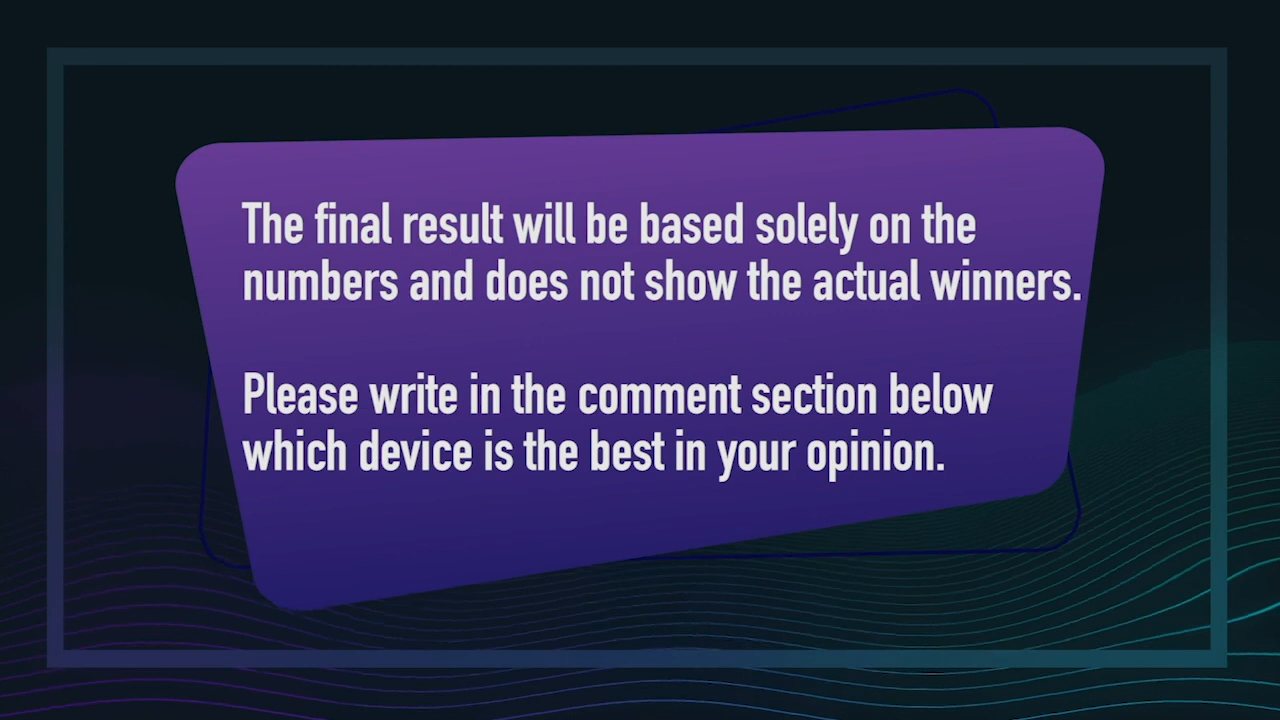 The final result will be based solely on the
numbers and does not show the actual winners.
Please write in the comment section below
which device is the best in your opinion.